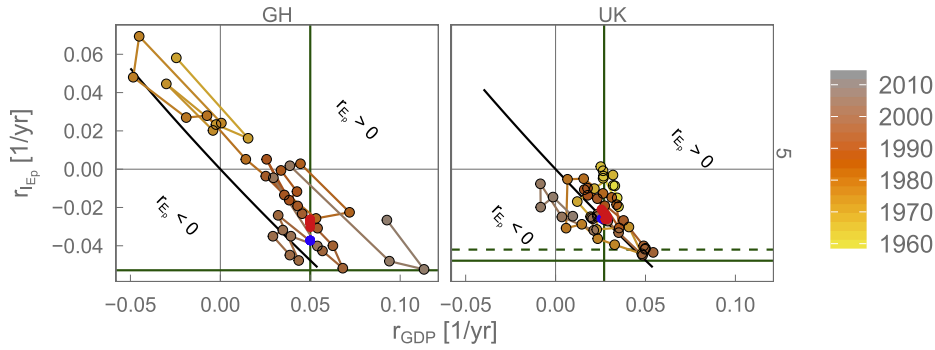 GH
UK
r_{I_{E_p}} [1/yr]
0.06
0.04
0.02
0.00
−0.02
−0.04
r_{E_p} > 0
r_{E_p} < 0
r_{E_p} > 0
r_{E_p} < 0
5
−0.05
0.00
0.05
0.10
−0.05
0.00
0.05
0.10
r_{GDP} [1/yr]
2010
2000
1990
1980
1970
1960